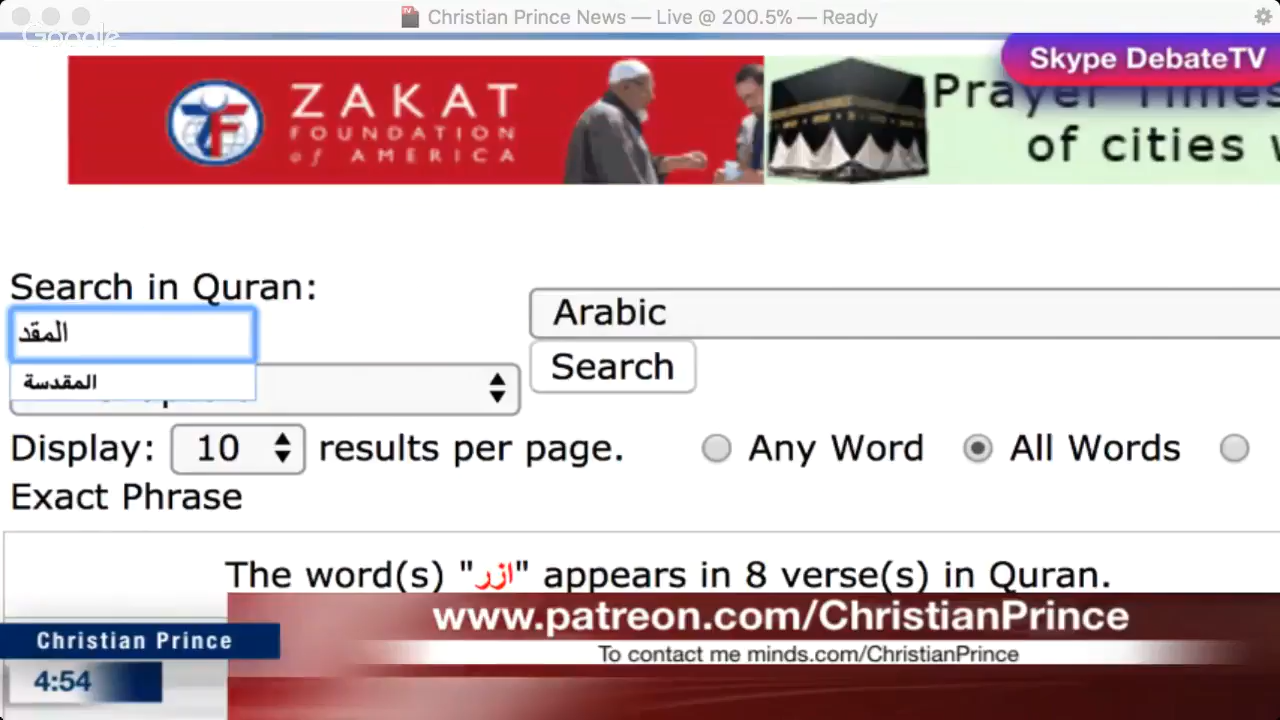 Christian Prince News — Live @ 200.5% — Ready
Google
Skype DebateTV
ZAKAT
FOUNDATION
of AMERICA
Prayer Times
of cities
Search in Quran:
المقد
المقدسة
Arabic
Search
Display: 10 results per page. Any Word All Words
Exact Phrase
The word(s) "ازر" appears in 8 verse(s) in Quran.
www.patreon.com/ChristianPrince
To contact me minds.com/ChristianPrince
Christian Prince
4:54